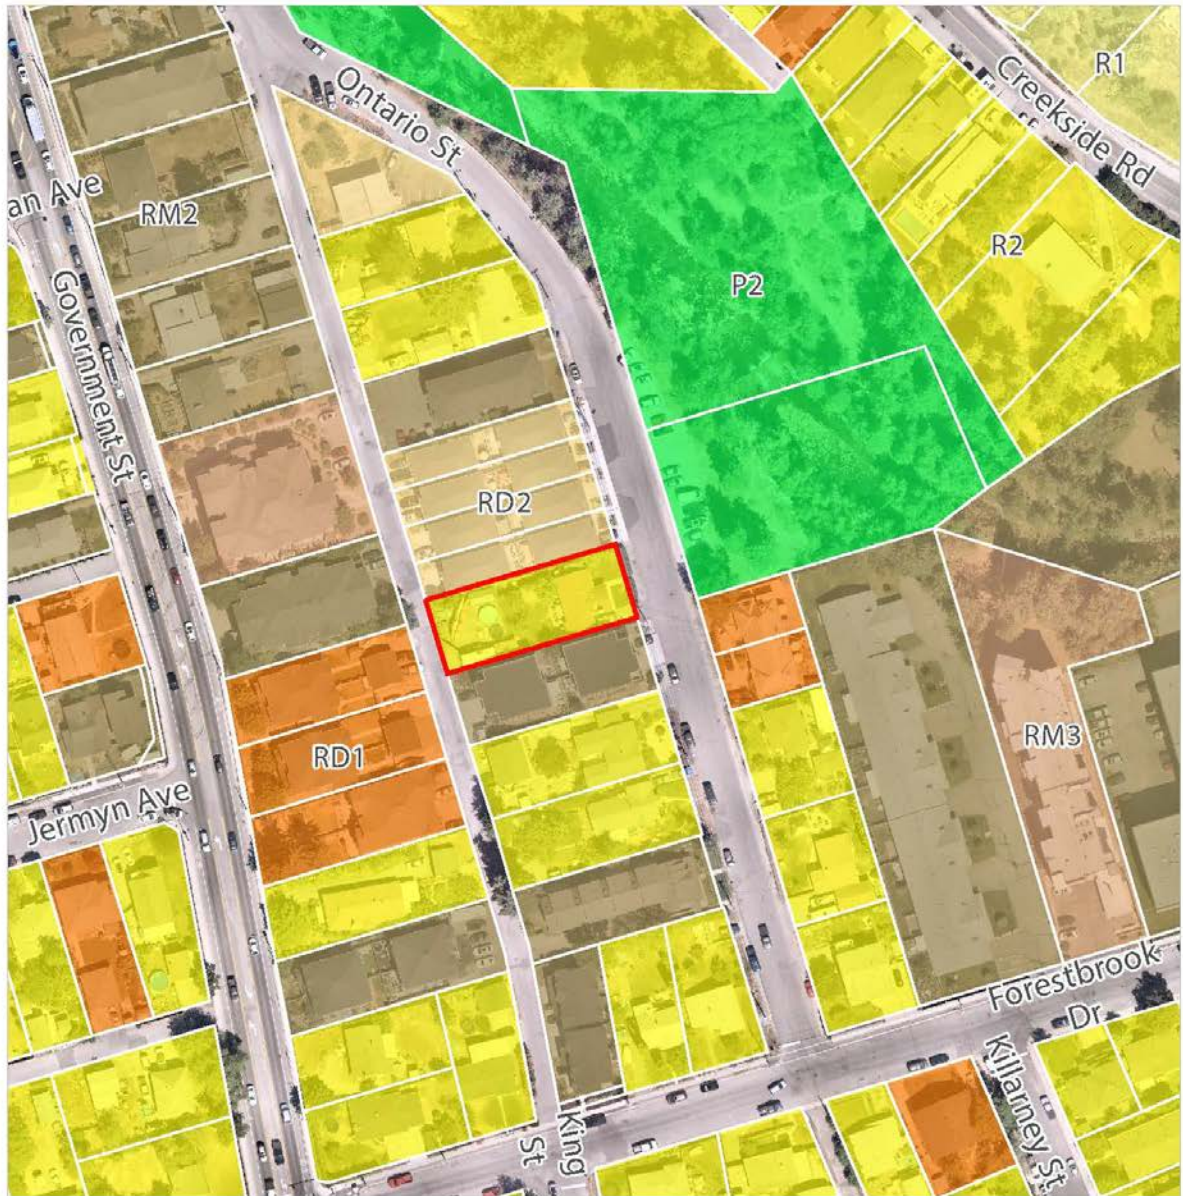 R1
Creekside Rd
Ontario St
an Ave
RM2
R2
P2
Government St
RD2
RM3
RD1
Jermyn Ave
Forestbrook
Dr
Killarney St
King
St